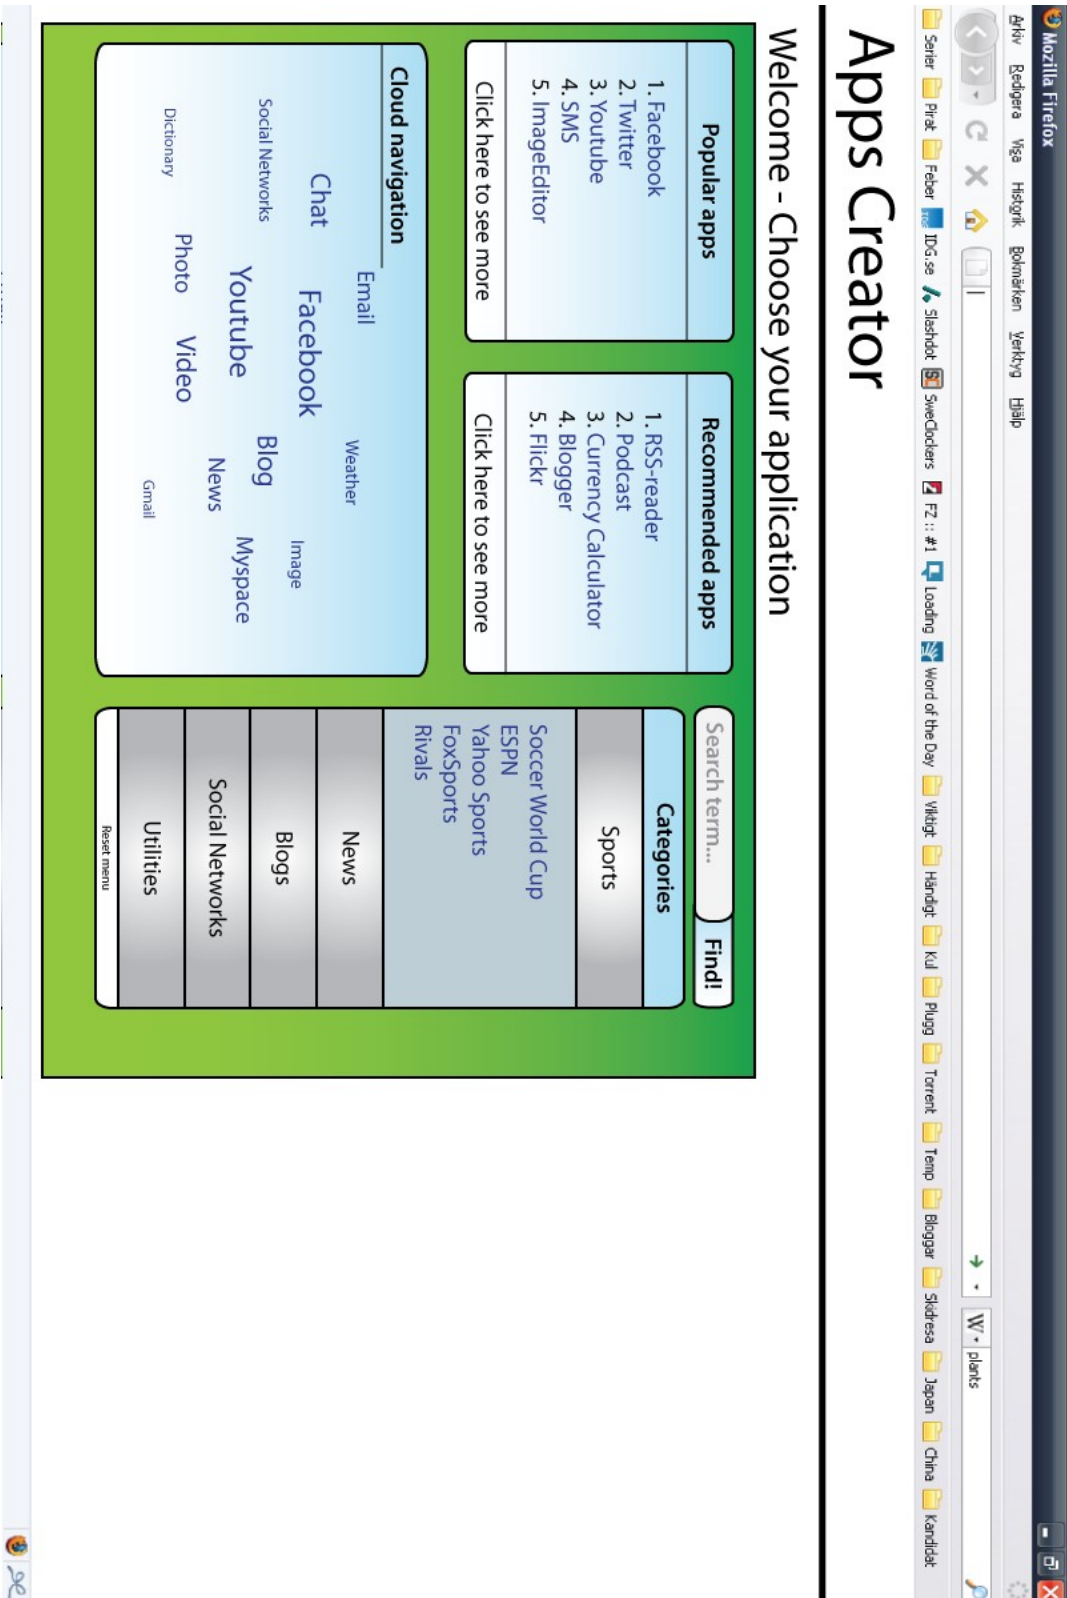 Mozilla Firefox
Arkiv Redigera Visa Historik Bokmärken Verktyg Hjälp
W plants
Serier Pirat Feber IDG.se Slashdot SweClockers FZ :: #1 Loading Word of the Day Viktigt Händigt Kul Plugg Torrent Temp Bloggar Skidresa Japan China Kandidat
Apps Creator
Welcome - Choose your application
Popular apps
1. Facebook
2. Twitter
3. Youtube
4. SMS
5. ImageEditor
Click here to see more
Recommended apps
1. RSS-reader
2. Podcast
3. Currency Calculator
4. Blogger
5. Flickr
Click here to see more
Search term...
Find!
Categories
Sports
Soccer World Cup
ESPN
Yahoo Sports
FoxSports
Rivals
News
Blogs
Social Networks
Utilities
Reset menu
Cloud navigation
Email
Weather
Chat
Facebook
Image
Social Networks
Blog
Youtube
Myspace
News
Photo
Video
Dictionary
Gmail